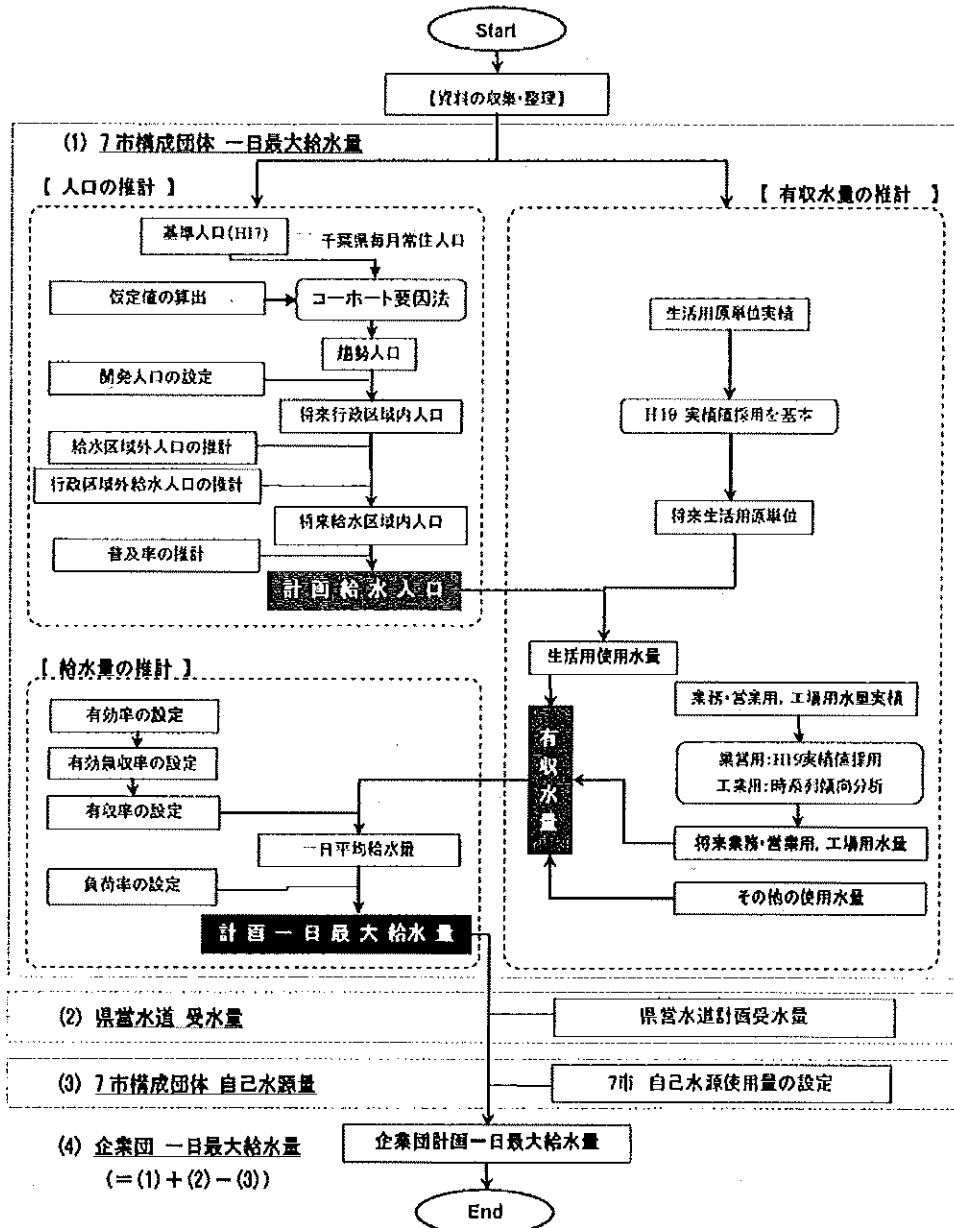 Start
【資料の収集・整理】
(1) 7市構成団体 一日最大給水量
【 人口の推計 】
基準人口(H17)
千葉県毎月常住人口
仮定値の算出
コーホート要因法
趨勢人口
開発人口の設定
将来行政区域内人口
給水区域外人口の推計
行政区域外給水人口の推計
将来給水区域内人口
普及率の推計
計画給水人口
【 有収水量の推計 】
生活用原単位実績
H19 実績値採用を基本
将来生活用原単位
生活用使用水量
業務・営業用, 工場用水量実績
業営用:H19実績値採用
工業用:時系列傾向分析
将来業務・営業用, 工場用水量
その他の使用水量
有収水量
【 給水量の推計 】
有効率の設定
有効無収率の設定
有収率の設定
一日平均給水量
負荷率の設定
計画一日最大給水量
(2) 県営水道 受水量
県営水道計画受水量
(3) 7市構成団体 自己水源量
7市 自己水源使用量の設定
(4) 企業団 一日最大給水量
(=(1)+(2)-(3))
企業団計画一日最大給水量
End